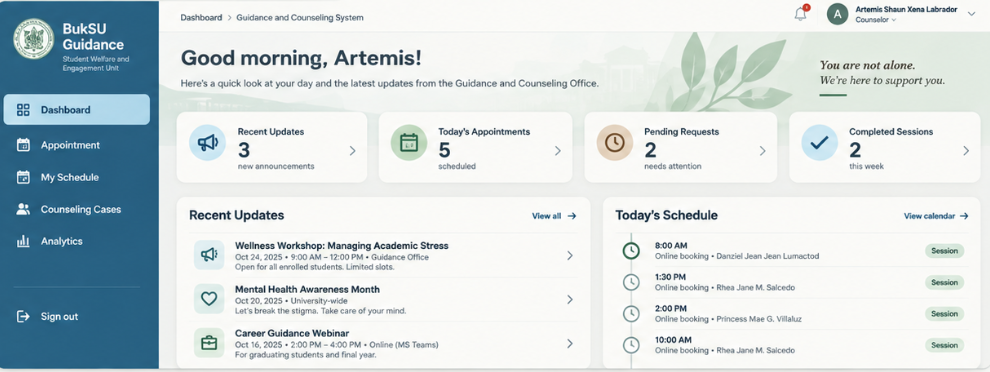 BukSU
Guidance
Student Welfare and
Engagement Unit
Dashboard
Appointment
My Schedule
Counseling Cases
Analytics
Sign out
Dashboard > Guidance and Counseling System
A
Artemis Shaun Xena Labrador
Counselor
Good morning, Artemis!
Here's a quick look at your day and the latest updates from the Guidance and Counseling Office.
You are not alone.
We're here to support you.
Recent Updates
3
new announcements
Today's Appointments
5
scheduled
Pending Requests
2
needs attention
Completed Sessions
2
this week
Recent Updates
View all →
Wellness Workshop: Managing Academic Stress
Oct 24, 2025 • 9:00 AM – 12:00 PM • Guidance Office
Open for all enrolled students. Limited slots.
Mental Health Awareness Month
Oct 20, 2025 • University-wide
Let's break the stigma. Take care of your mind.
Career Guidance Webinar
Oct 16, 2025 • 2:00 PM – 4:00 PM • Online (MS Teams)
For graduating students and final year.
Today's Schedule
View calendar →
8:00 AM
Online booking • Danziel Jean Jean Lumactod
Session
1:30 PM
Online booking • Rhea Jane M. Salcedo
Session
2:00 PM
Online booking • Princess Mae G. Villaluz
Session
10:00 AM
Online booking • Rhea Jane M. Salcedo
Session